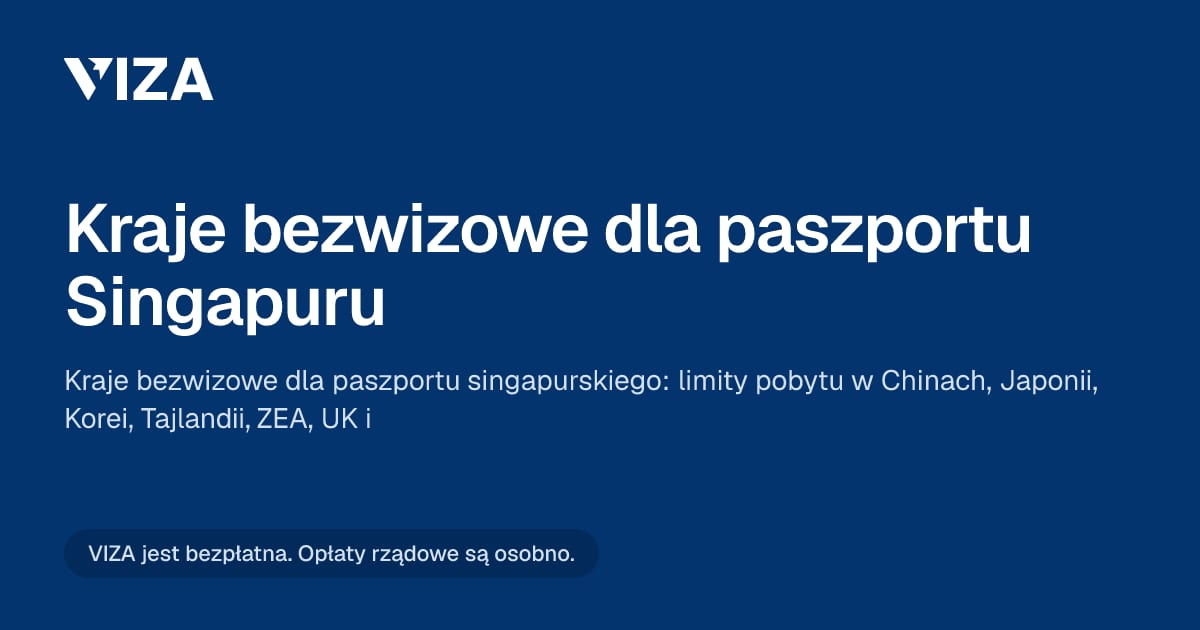 VIZA
Kraje bezwizowe dla paszportu
Singapuru
Kraje bezwizowe dla paszportu singapurskiego: limity pobytu w Chinach, Japonii,
Korei, Tajlandii, ZEA, UK i
VIZA jest bezpłatna. Opłaty rządowe są osobno.